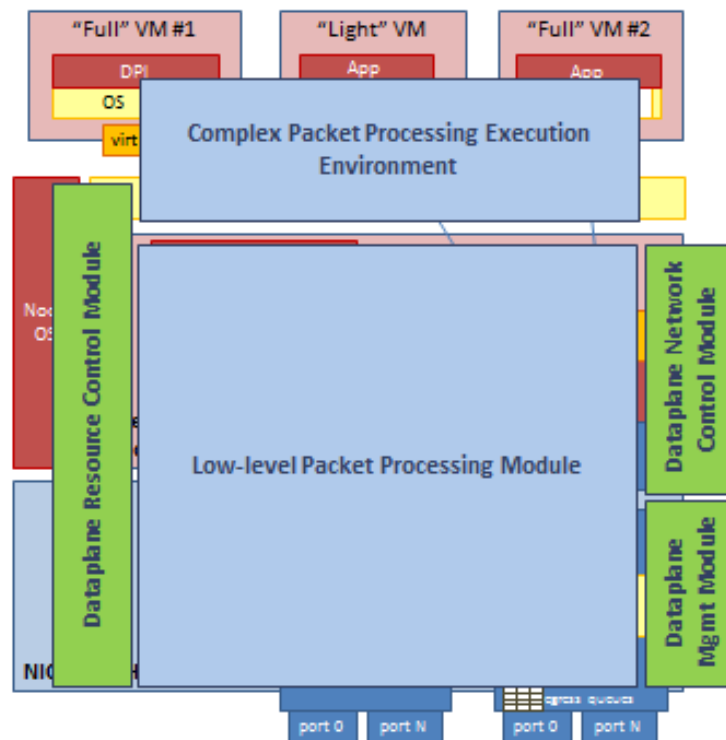 “Full” VM #1
“Light” VM
“Full” VM #2
DPI
App
App
OS
virt
Complex Packet Processing Execution
Environment
Dataplane Resource Control Module
Low-level Packet Processing Module
Dataplane Network
Control Module
Dataplane
Mgmt Module
OS
NIC
port 0
port N
port 0
port N